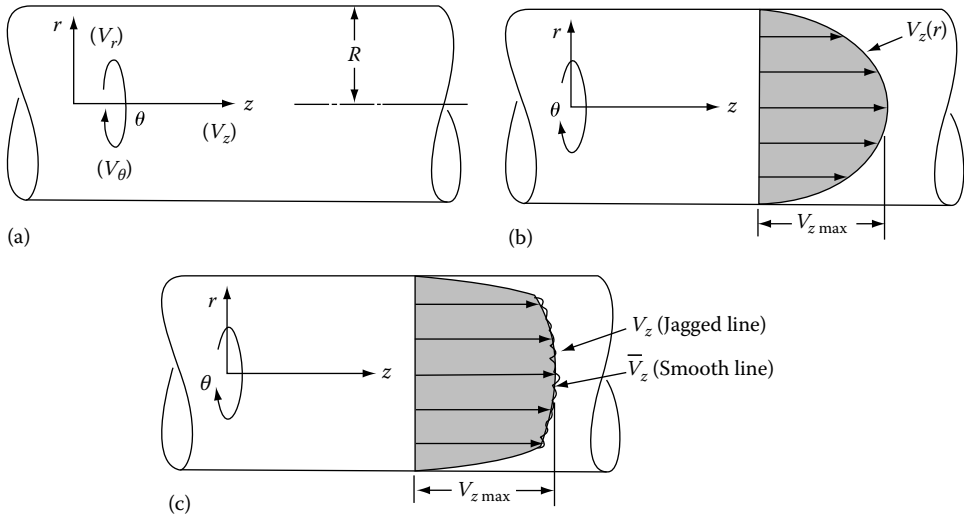 r
(V_r)
z
θ
(V_z)
(V_θ)
R
(a)
r
θ
z
V_z(r)
V_z max
(b)
r
θ
z
V_z (Jagged line)
V̅_z (Smooth line)
V_z max
(c)